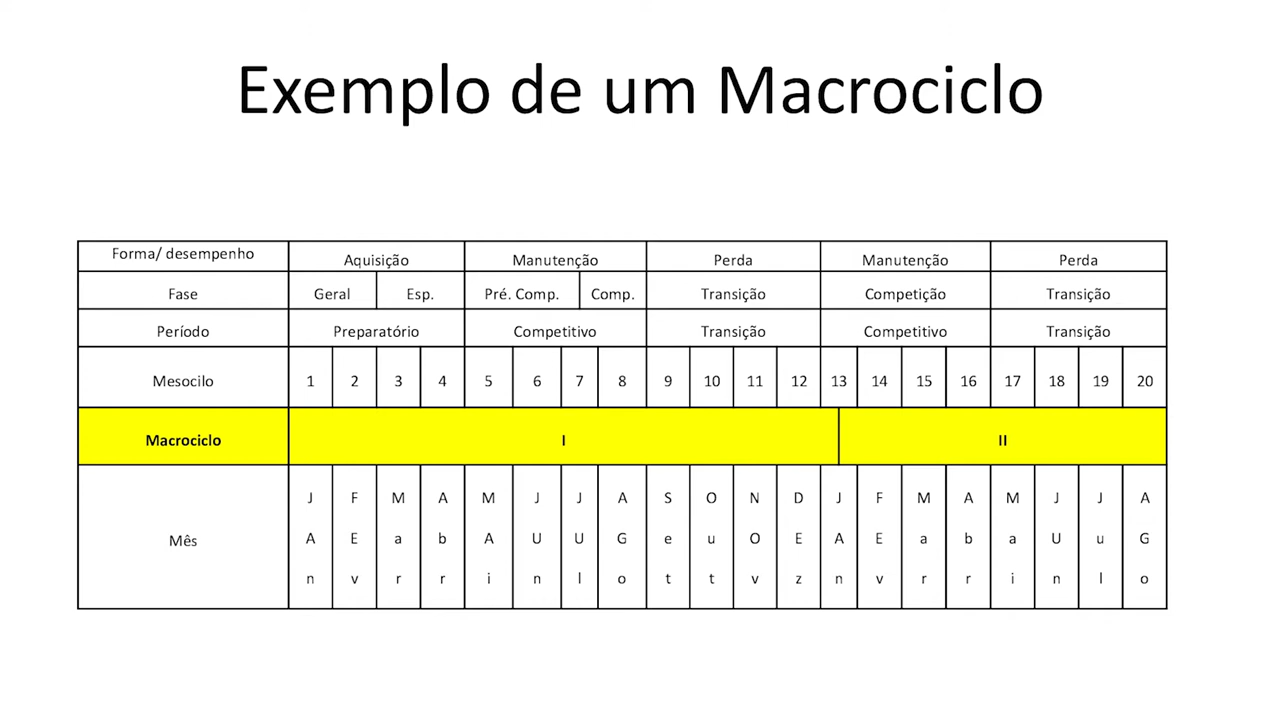 Exemplo de um Macrociclo
Forma/ desempenho Aquisição Manutenção Perda Manutenção Perda
Fase Geral Esp. Pré. Comp. Comp. Transição Competição Transição
Período Preparatório Competitivo Transição Competitivo Transição
Mesocilo 1 2 3 4 5 6 7 8 9 10 11 12 13 14 15 16 17 18 19 20
Macrociclo I II
J F M A M J J A S O N D J F M A M J J A
Mês A E a b A U U G e u O E A E a b a U u G
n v r r i n l o t t v z n v r r i n l o